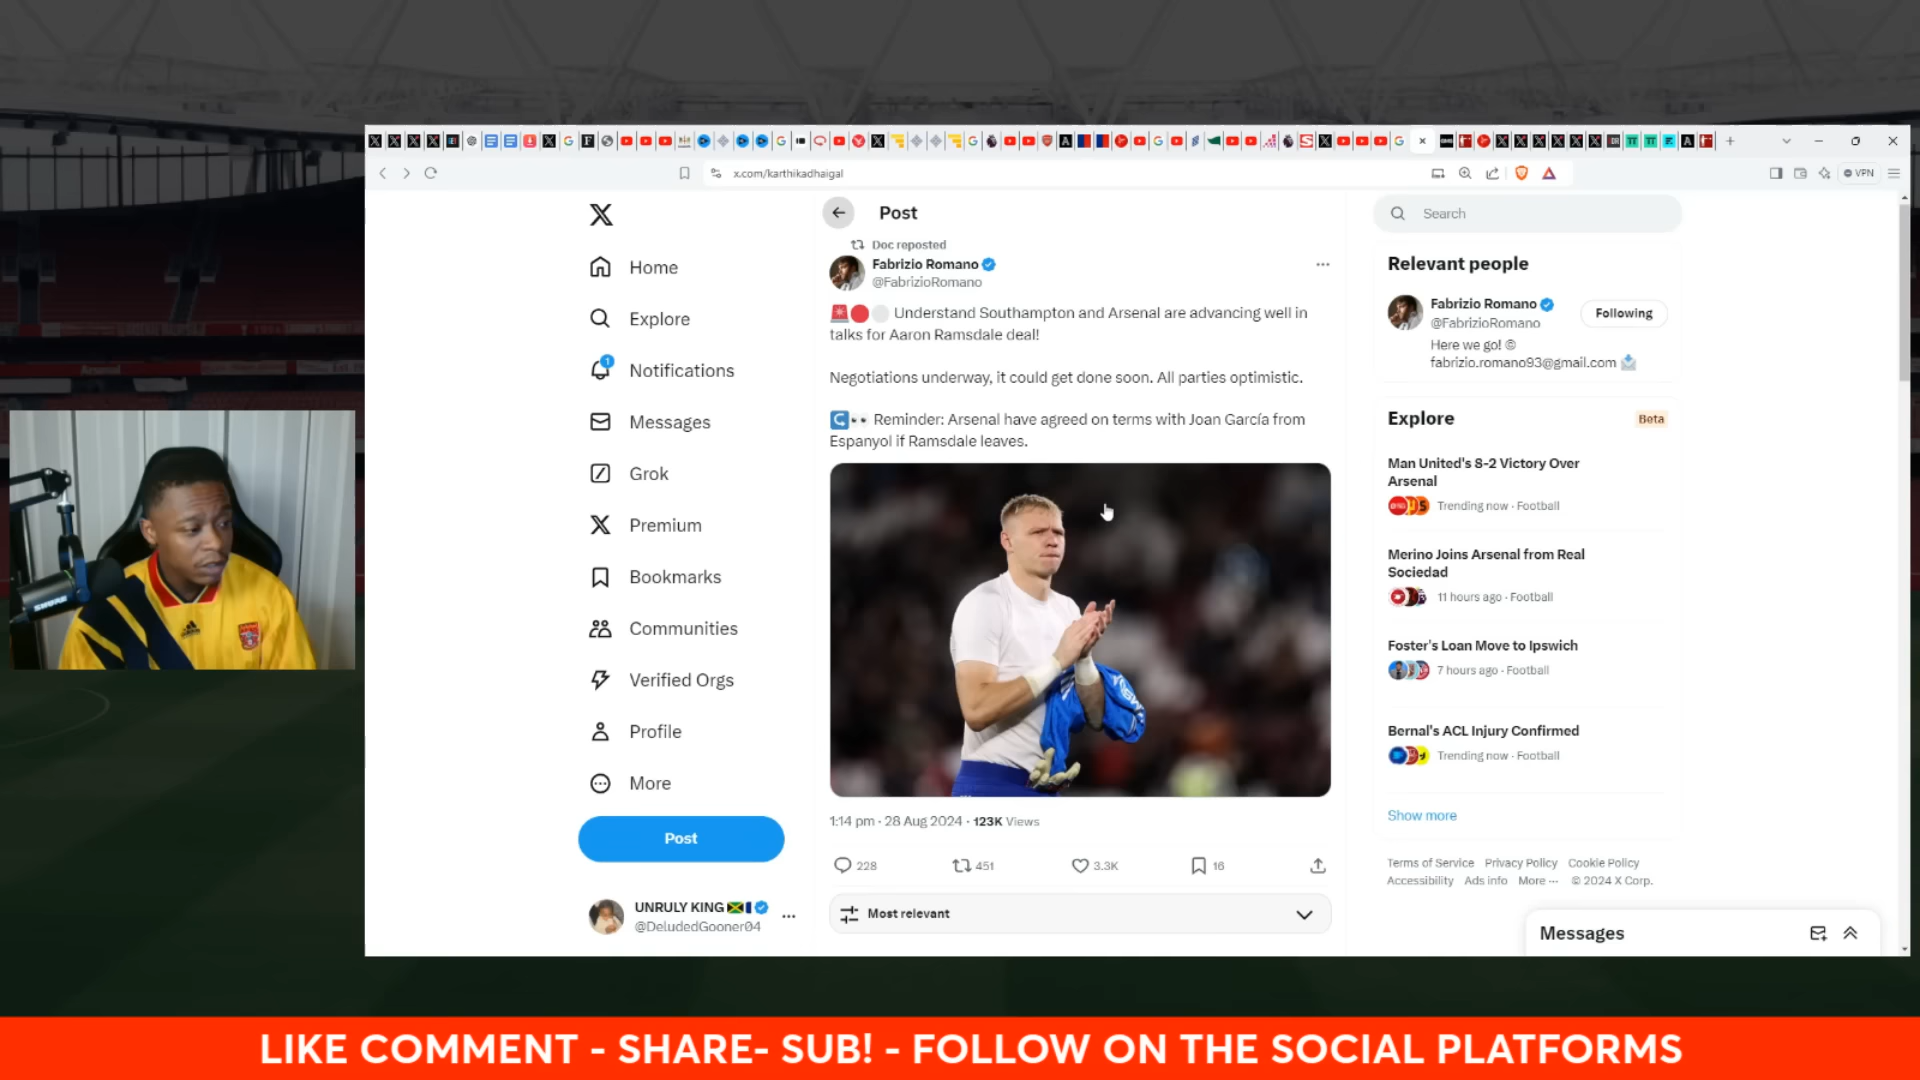 x.com/karthikadhaigal
VPN
Post
Search
Doc reposted
Fabrizio Romano
@FabrizioRomano
Understand Southampton and Arsenal are advancing well in
talks for Aaron Ramsdale deal!
Negotiations underway, it could get done soon. All parties optimistic.
Reminder: Arsenal have agreed on terms with Joan García from
Espanyol if Ramsdale leaves.
1:14 pm · 28 Aug 2024 · 123K Views
228
451
3.3K
16
Most relevant
Home
Explore
1
Notifications
Messages
Grok
Premium
Bookmarks
Communities
Verified Orgs
Profile
More
Post
UNRULY KING
@DeludedGooner04
Relevant people
Fabrizio Romano
@FabrizioRomano
Following
Here we go! ©
fabrizio.romano93@gmail.com
Explore
Beta
Man United's 8-2 Victory Over
Arsenal
Trending now · Football
Merino Joins Arsenal from Real
Sociedad
11 hours ago · Football
Foster's Loan Move to Ipswich
7 hours ago · Football
Bernal's ACL Injury Confirmed
Trending now · Football
Show more
Terms of Service Privacy Policy Cookie Policy
Accessibility Ads info More ··· © 2024 X Corp.
Messages
SHURE
Arsenal
LIKE COMMENT - SHARE- SUB! - FOLLOW ON THE SOCIAL PLATFORMS